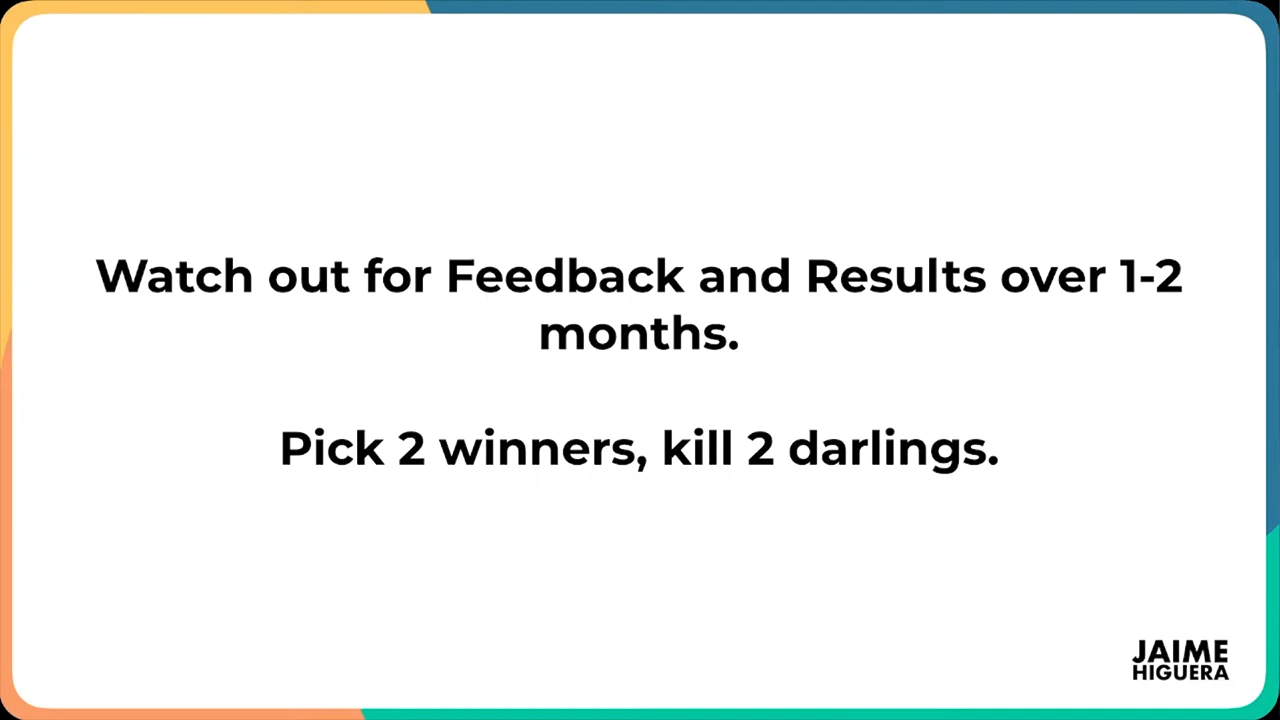 Watch out for Feedback and Results over 1-2
months.
Pick 2 winners, kill 2 darlings.
JAIME
HIGUERA